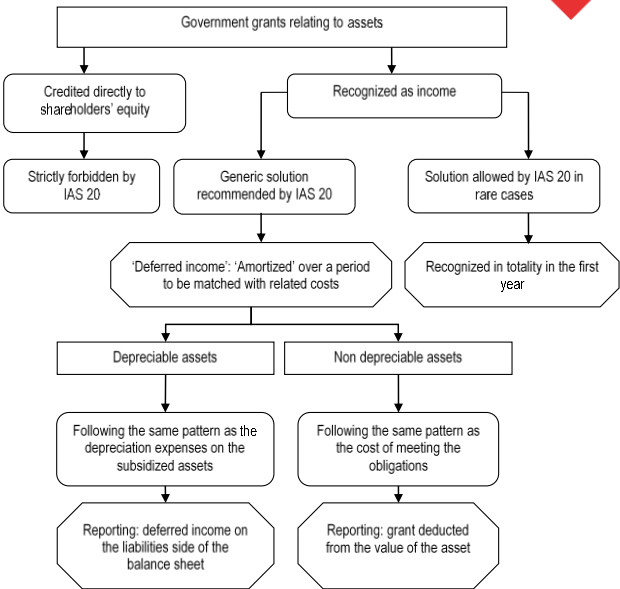 Government grants relating to assets
Credited directly to
shareholders' equity
Recognized as income
Strictly forbidden by
IAS 20
Generic solution
recommended by IAS 20
Solution allowed by IAS 20 in
rare cases
'Deferred income': 'Amortized' over a period
to be matched with related costs
Recognized in totality in the first
year
Depreciable assets
Non depreciable assets
Following the same pattern as the
depreciation expenses on the
subsidized assets
Following the same pattern as
the cost of meeting the
obligations
Reporting: deferred income on
the liabilities side of the
balance sheet
Reporting: grant deducted
from the value of the asset